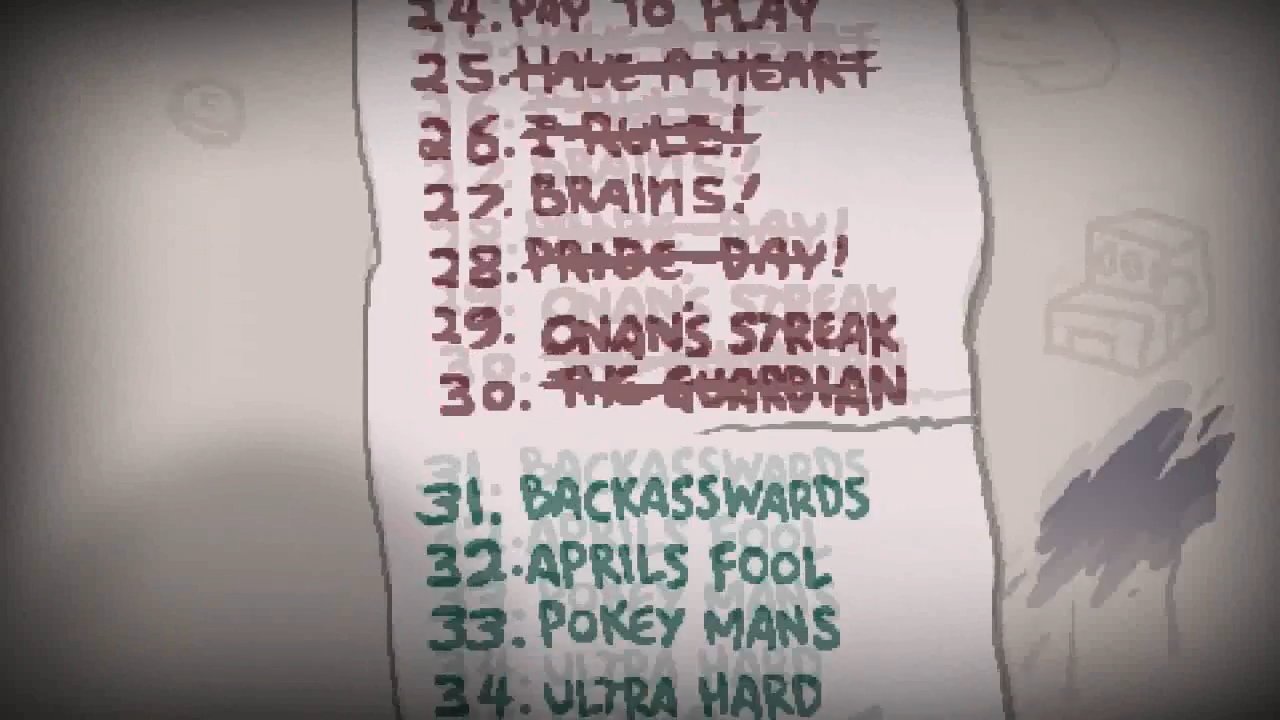 24. PAY TO PLAY
25. HAVE A HEART
26. I RULE!
27. BRAINS!
28. PRIDE DAY!
29. ONAN'S STREAK
30. THE GUARDIAN
31. BACKASSWARDS
32. APRILS FOOL
33. POKEY MANS
34. ULTRA HARD